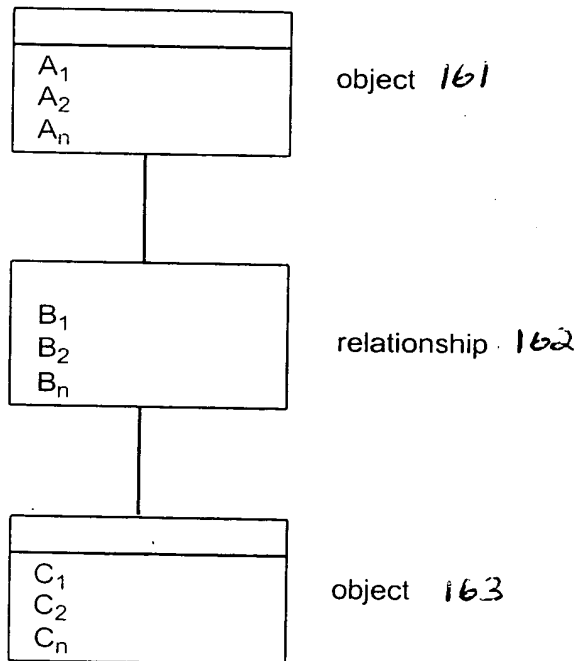 A₁
A₂
Aₙ
object 161
B₁
B₂
Bₙ
relationship 162
C₁
C₂
Cₙ
object 163